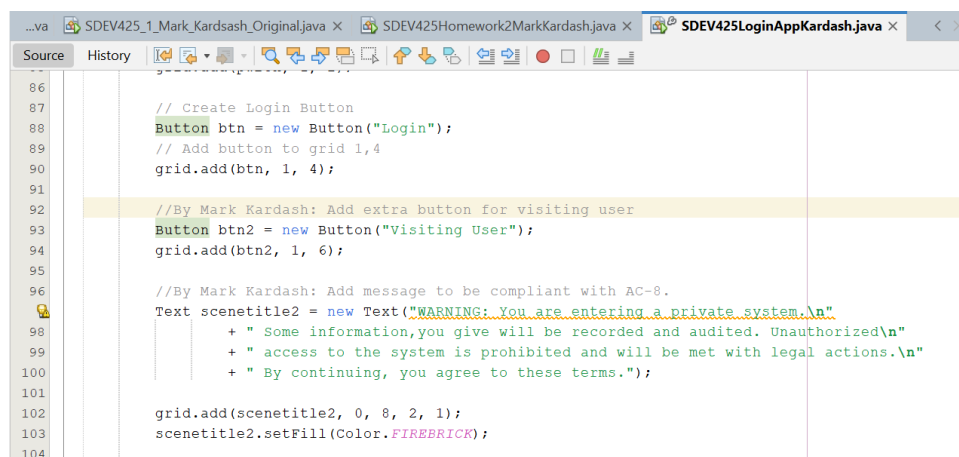 ...va SDEV425_1_Mark_Kardsash_Original.java × SDEV425Homework2MarkKardash.java × SDEV425LoginAppKardash.java ×
Source History
86
87 // Create Login Button
88 Button btn = new Button("Login");
89 // Add button to grid 1,4
90 grid.add(btn, 1, 4);
91
92 //By Mark Kardash: Add extra button for visiting user
93 Button btn2 = new Button("Visiting User");
94 grid.add(btn2, 1, 6);
95
96 //By Mark Kardash: Add message to be compliant with AC-8.
Text scenetitle2 = new Text("WARNING: You are entering a private system.\n"
98 + " Some information,you give will be recorded and audited. Unauthorized\n"
99 + " access to the system is prohibited and will be met with legal actions.\n"
100 + " By continuing, you agree to these terms.");
101
102 grid.add(scenetitle2, 0, 8, 2, 1);
103 scenetitle2.setFill(Color.FIREBRICK);
104